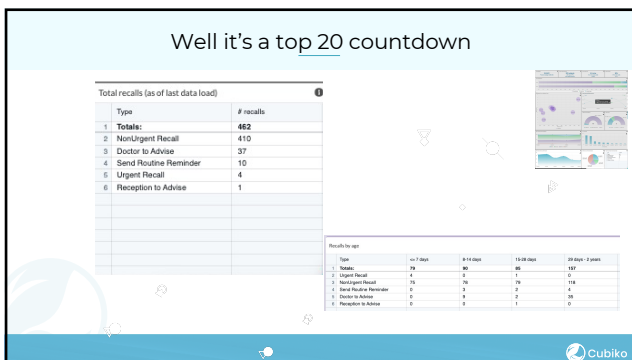 Well it's a top 20 countdown
Total recalls (as of last data load)
Type # recalls
1 Totals: 462
2 NonUrgent Recall 410
3 Doctor to Advise 37
4 Send Routine Reminder 10
5 Urgent Recall 4
6 Reception to Advise 1
Recalls by age
Type <= 7 days 8-14 days 15-28 days 29 days - 2 years
1 Totals: 79 90 85 157
2 Urgent Recall 4 0 1 0
3 NonUrgent Recall 75 78 79 116
4 Send Routine Reminder 0 3 2 4
5 Doctor to Advise 0 9 2 35
6 Reception to Advise 0 0 1 0
Cubiko